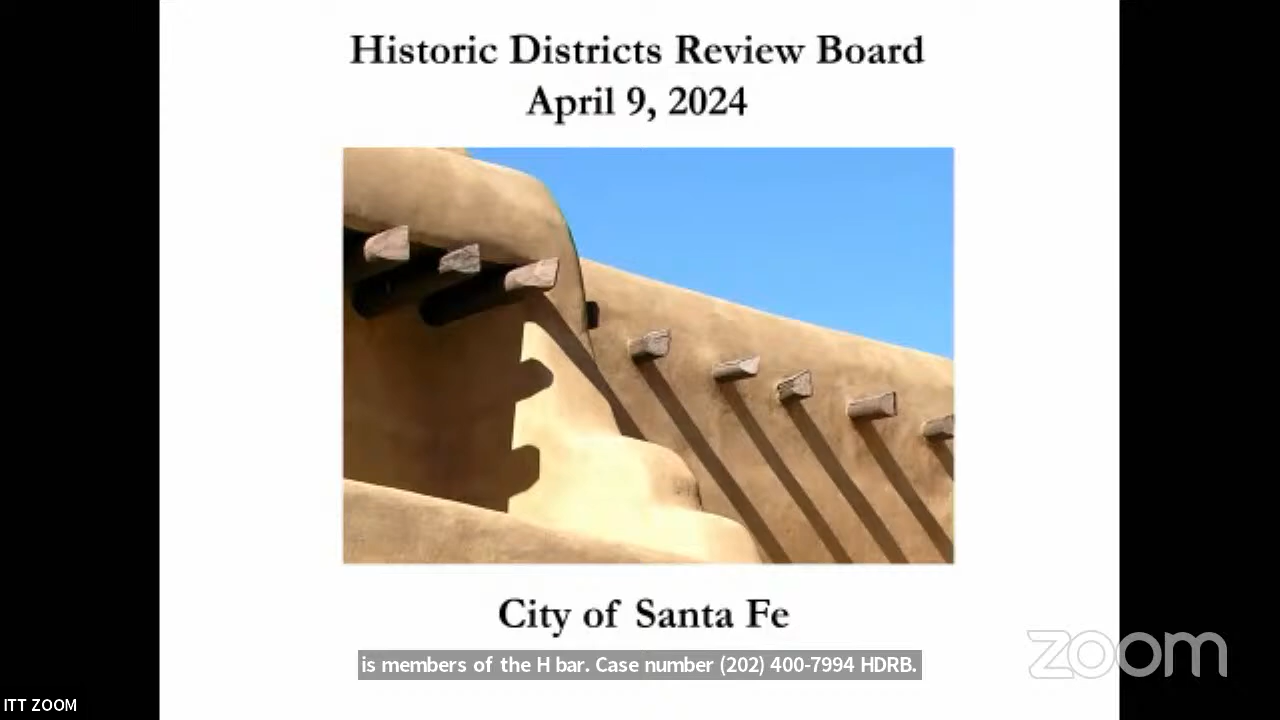 Historic Districts Review Board
April 9, 2024
City of Santa Fe
is members of the H bar. Case number (202) 400-7994 HDRB.
zoom
ITT ZOOM